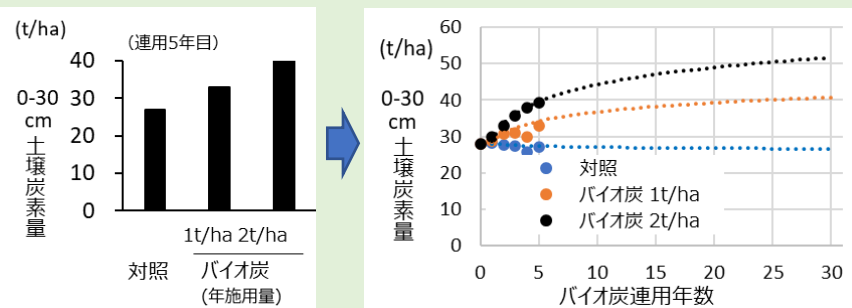 (t/ha)
(連用5年目)
40
30
20
10
0
0-30
cm
土壌炭素量
1t/ha 2t/ha
対照
バイオ炭
(年施用量)
(t/ha)
0-30
cm
土壌炭素量
60
50
40
30
20
10
0
対照
バイオ炭 1t/ha
バイオ炭 2t/ha
0 5 10 15 20 25 30
バイオ炭連用年数